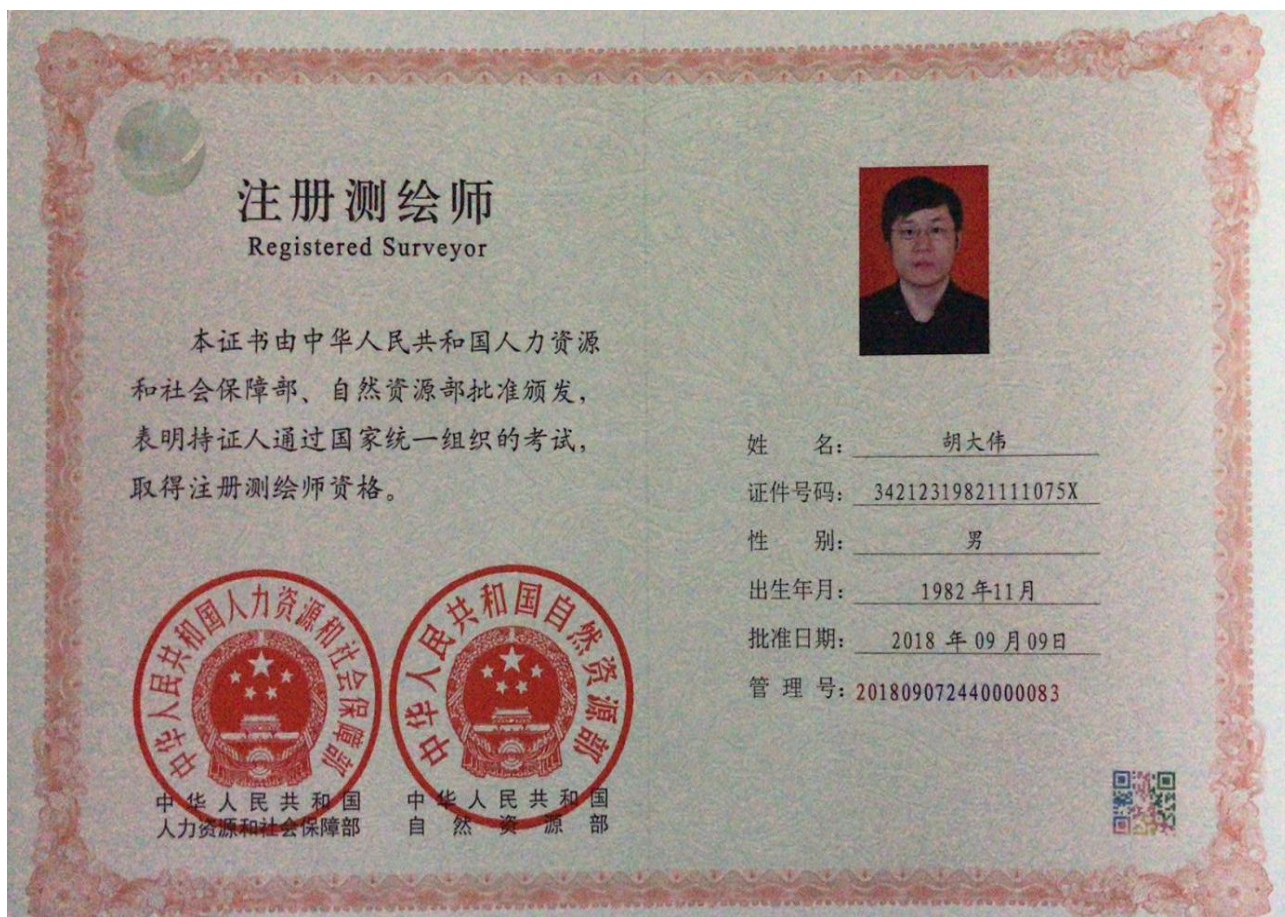 注册测绘师
Registered Surveyor
本证书由中华人民共和国人力资源
和社会保障部、自然资源部批准颁发，
表明持证人通过国家统一组织的考试，
取得注册测绘师资格。
中华人民共和国人力资源和社会保障部
中华人民共和国自然资源部
中华人民共和国
人力资源和社会保障部
中华人民共和国
自然资源部
姓名：胡大伟
证件号码：34212319821111075X
性别：男
出生年月：1982年11月
批准日期：2018年09月09日
管理号：201809072440000083